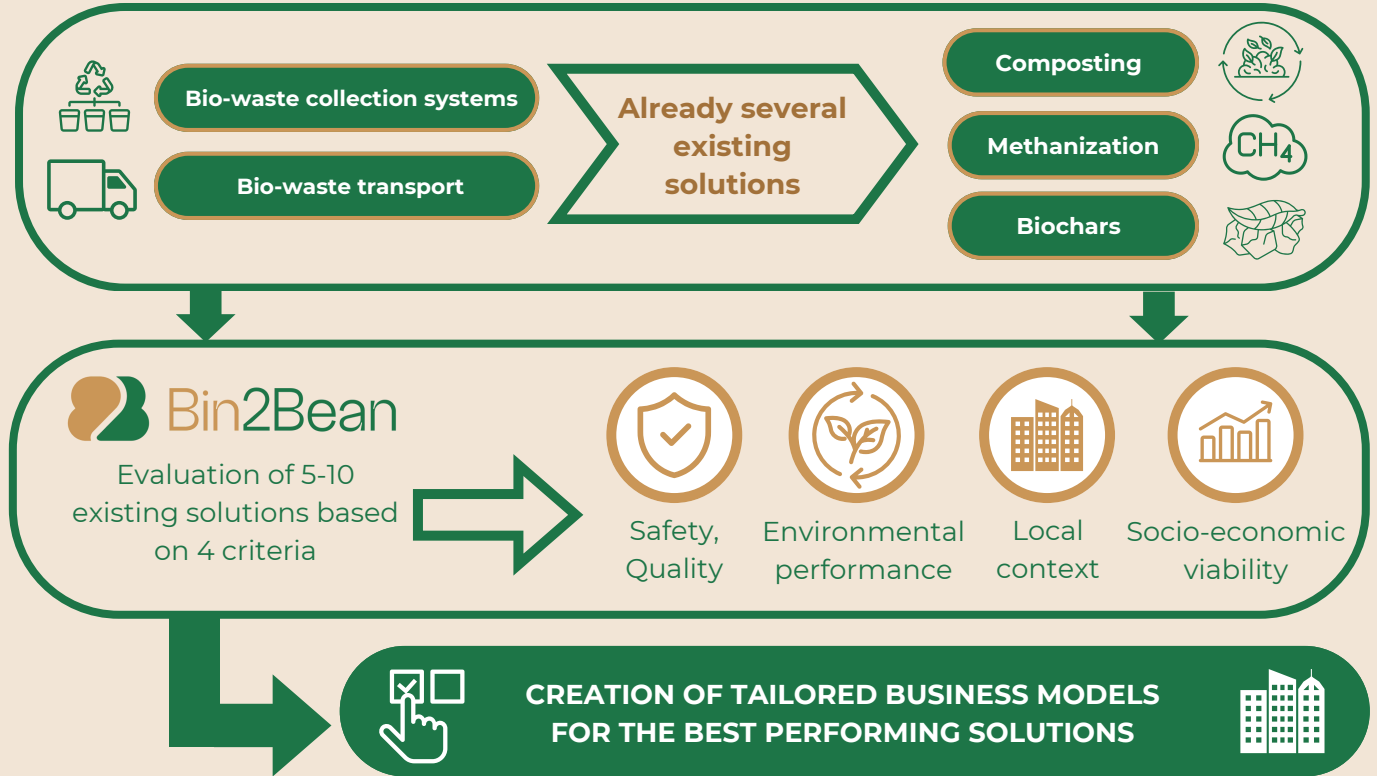 Bio-waste collection systems
Bio-waste transport
Already several
existing
solutions
Composting
Methanization
CH4
Biochars
Bin2Bean
Evaluation of 5-10
existing solutions based
on 4 criteria
Safety,
Quality
Environmental
performance
Local
context
Socio-economic
viability
CREATION OF TAILORED BUSINESS MODELS
FOR THE BEST PERFORMING SOLUTIONS